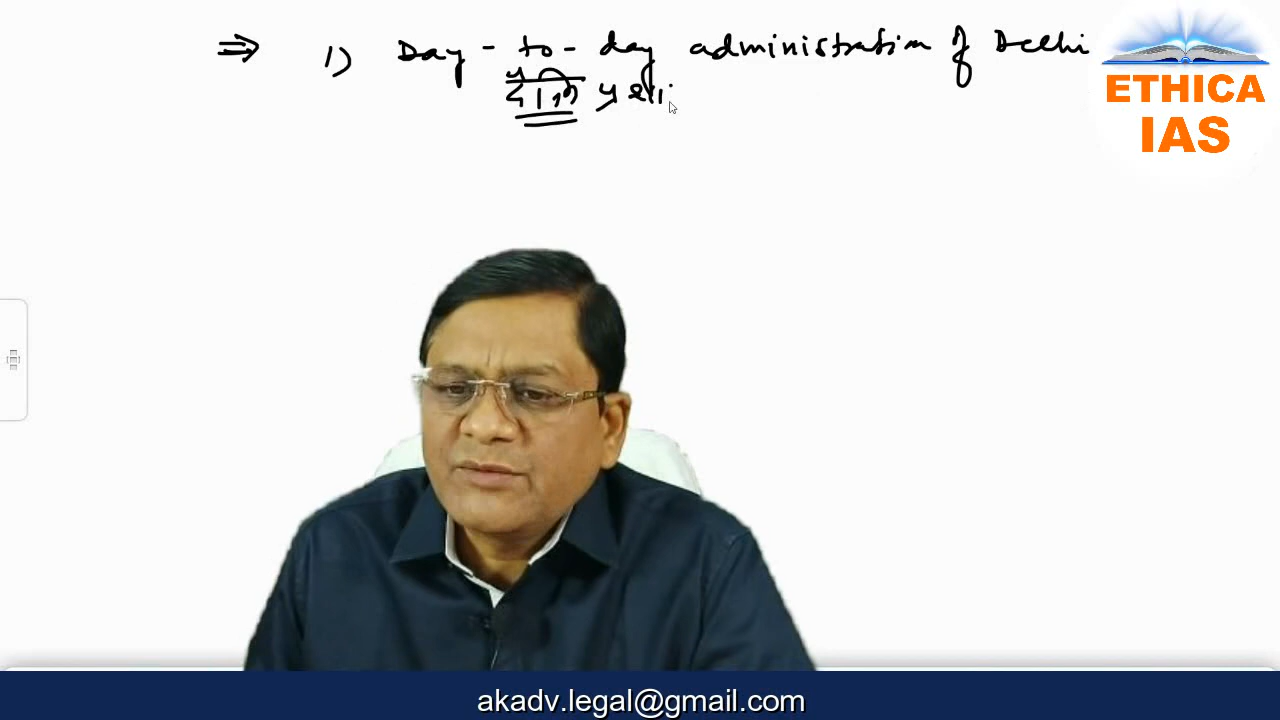 ⇒ 1) Day - to - day administration of Delhi
ETHICA
IAS
akadv.legal@gmail.com